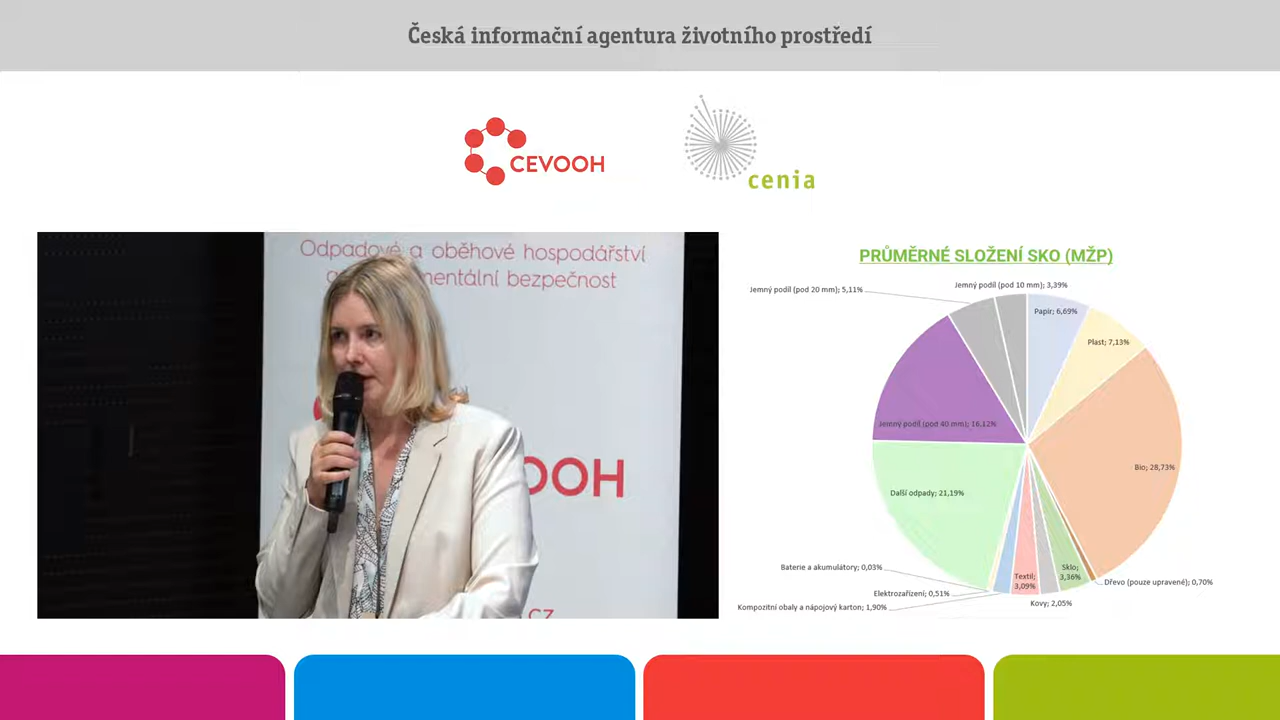 Česká informační agentura životního prostředí
CEVOOH
cenia
Odpadové a oběhové hospodářství
mentální bezpečnost
VOOH
cz
PRŮMĚRNÉ SLOŽENÍ SKO (MŽP)
Jemný podíl (pod 20 mm); 5,11%
Jemný podíl (pod 10 mm); 3,39%
Papír; 6,69%
Plast; 7,13%
Jemný podíl (pod 40 mm); 16,12%
Bio; 28,73%
Další odpady; 21,19%
Baterie a akumulátory; 0,03%
Elektrozařízení; 0,51%
Kompozitní obaly a nápojový karton; 1,90%
Textil;
3,09%
Kovy; 2,05%
Sklo;
3,36%
Dřevo (pouze upravené); 0,70%